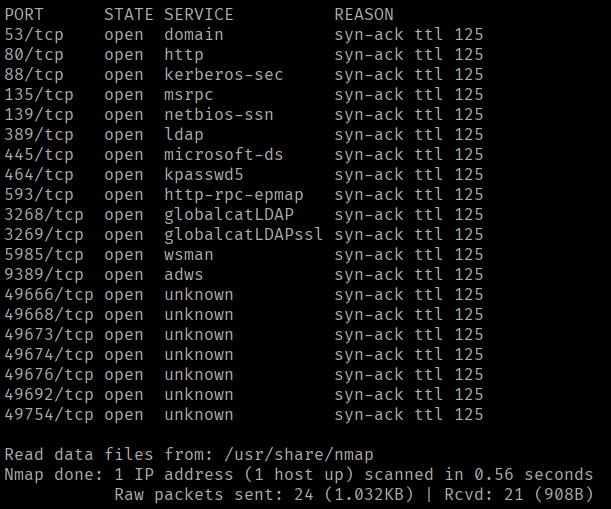 PORT      STATE SERVICE          REASON
53/tcp    open  domain           syn-ack ttl 125
80/tcp    open  http             syn-ack ttl 125
88/tcp    open  kerberos-sec     syn-ack ttl 125
135/tcp   open  msrpc            syn-ack ttl 125
139/tcp   open  netbios-ssn      syn-ack ttl 125
389/tcp   open  ldap             syn-ack ttl 125
445/tcp   open  microsoft-ds     syn-ack ttl 125
464/tcp   open  kpasswd5         syn-ack ttl 125
593/tcp   open  http-rpc-epmap   syn-ack ttl 125
3268/tcp  open  globalcatLDAP    syn-ack ttl 125
3269/tcp  open  globalcatLDAPssl syn-ack ttl 125
5985/tcp  open  wsman            syn-ack ttl 125
9389/tcp  open  adws             syn-ack ttl 125
49666/tcp open  unknown          syn-ack ttl 125
49668/tcp open  unknown          syn-ack ttl 125
49673/tcp open  unknown          syn-ack ttl 125
49674/tcp open  unknown          syn-ack ttl 125
49676/tcp open  unknown          syn-ack ttl 125
49692/tcp open  unknown          syn-ack ttl 125
49754/tcp open  unknown          syn-ack ttl 125

Read data files from: /usr/share/nmap
Nmap done: 1 IP address (1 host up) scanned in 0.56 seconds
           Raw packets sent: 24 (1.032KB) | Rcvd: 21 (908B)